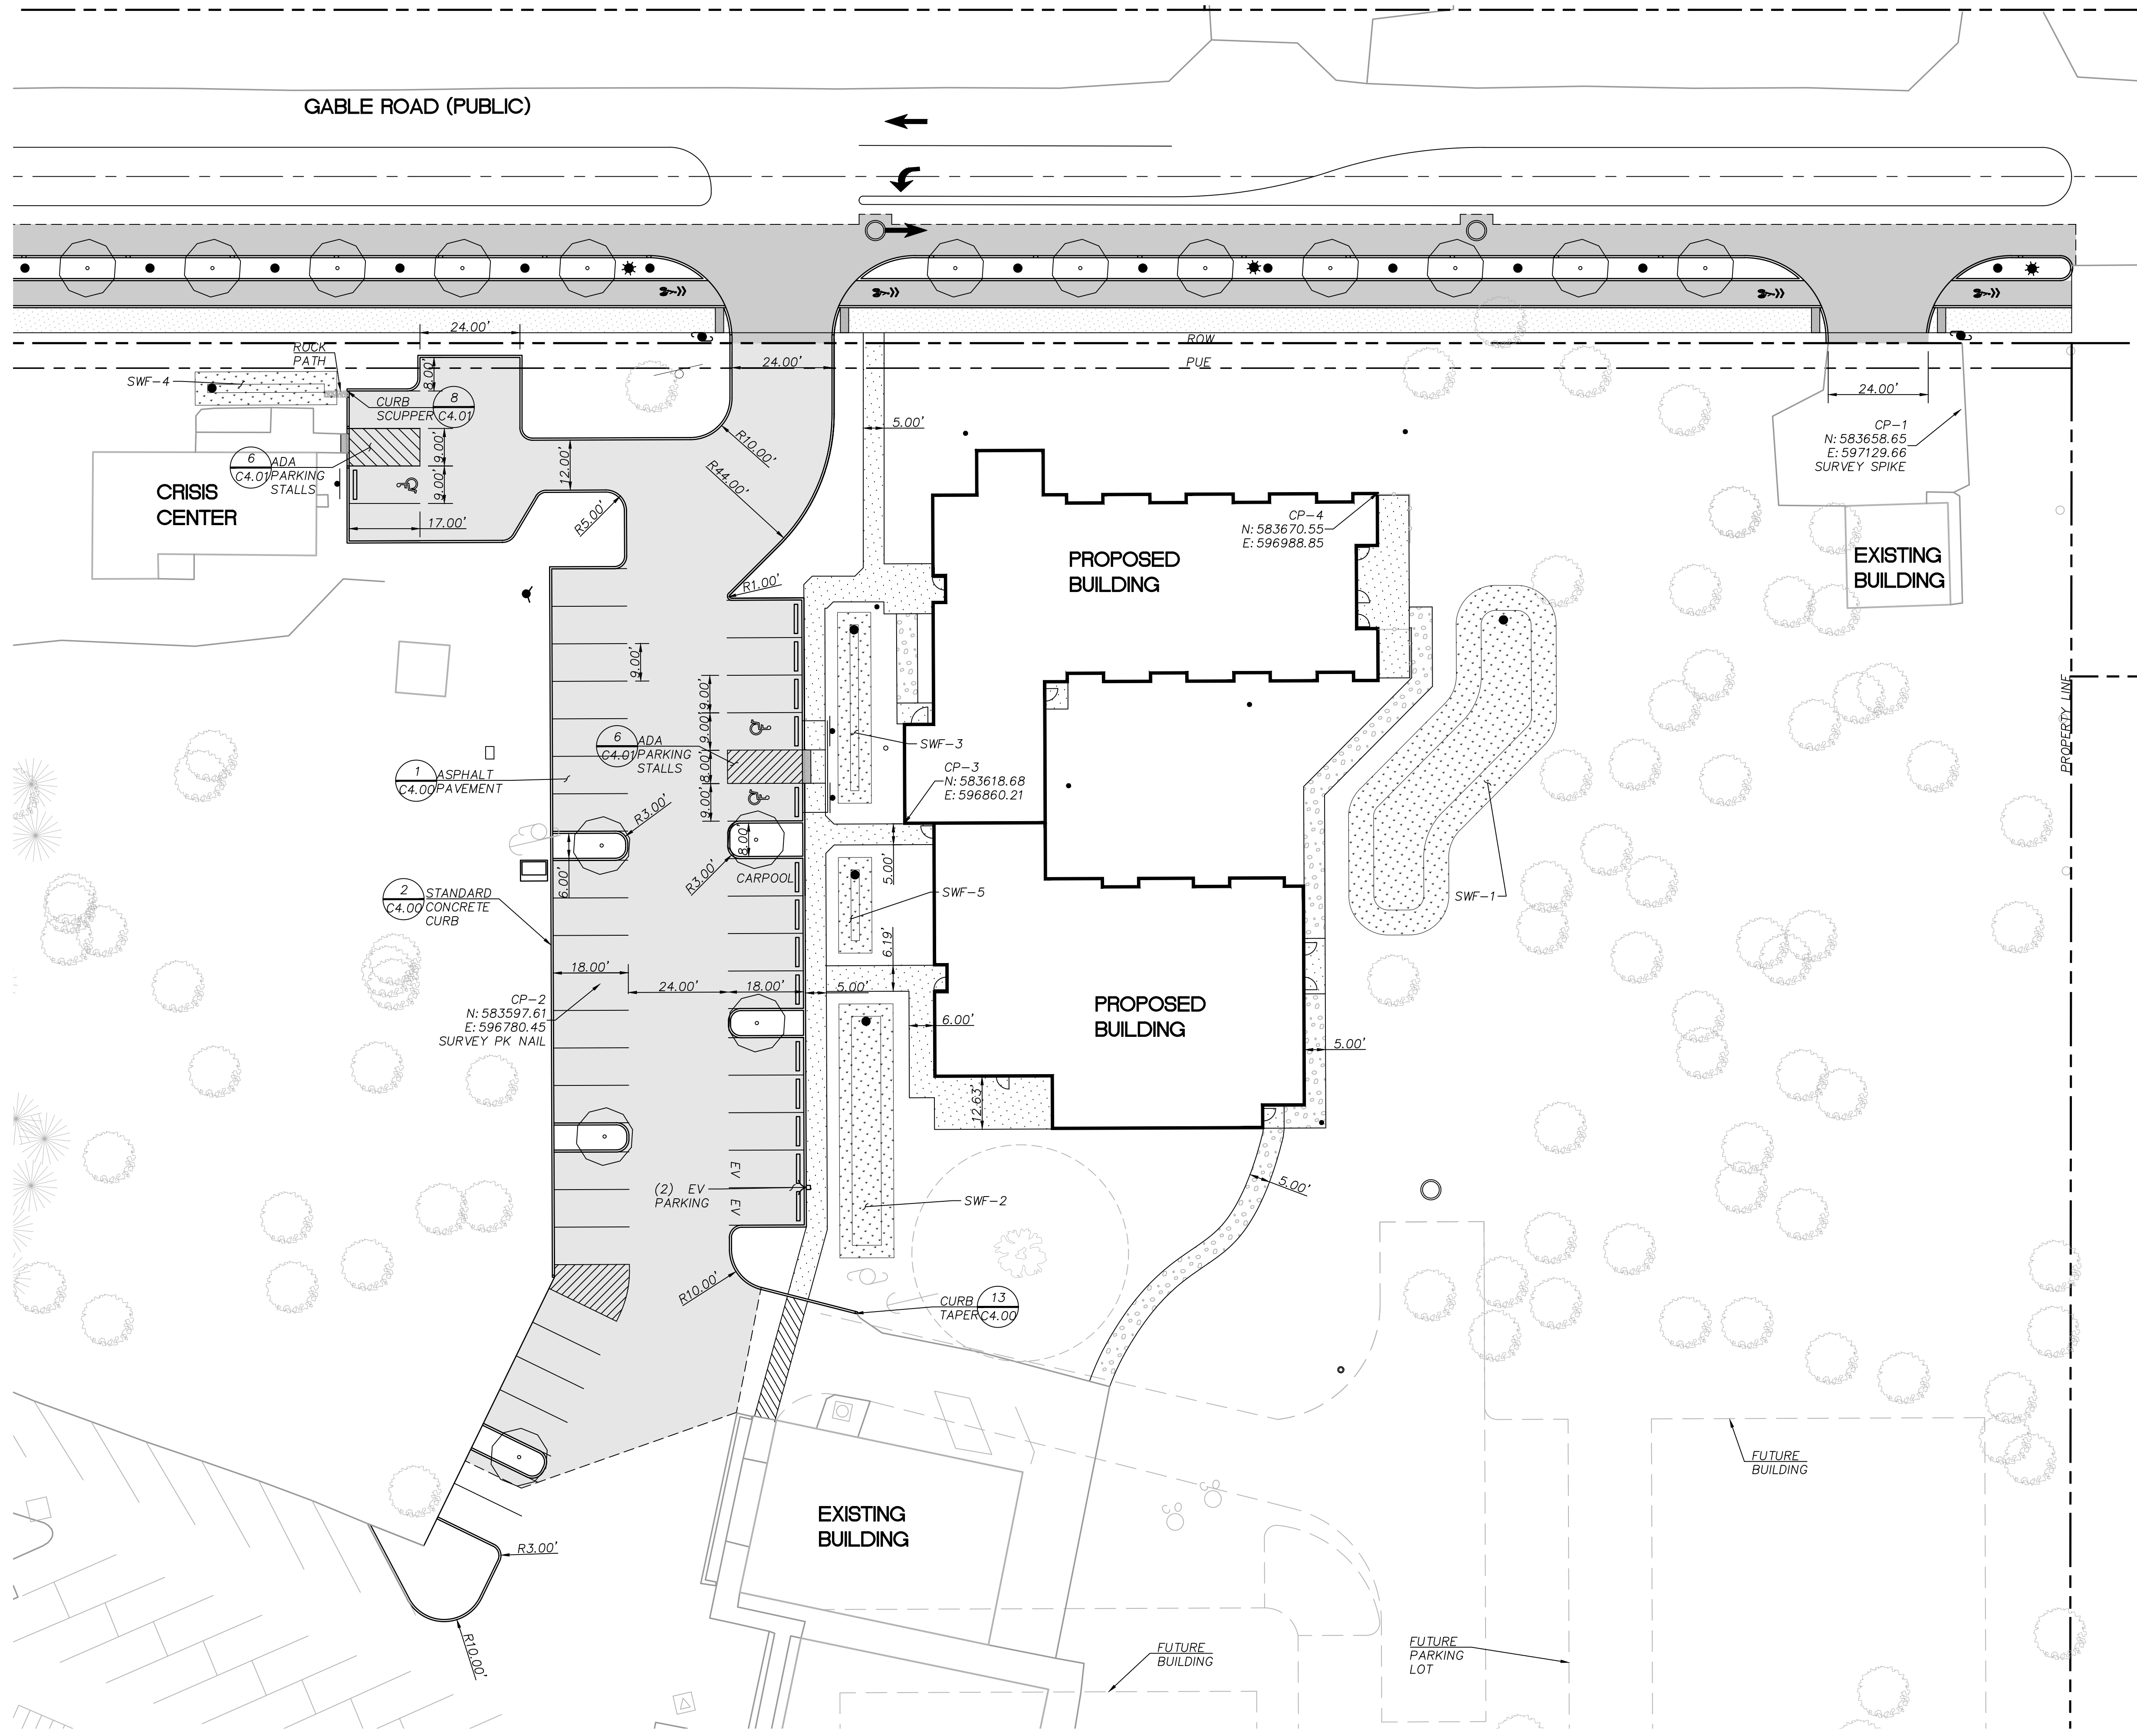 GABLE ROAD (PUBLIC)
24.00'
ROCK
PATH
SWF-4
8.00'
CURB
SCUPPER
8
C4.01
24.00'
ROW
PUE
24.00'
5.00'
R10.00'
R44.00'
12.00'
R5.00'
6
C4.01
ADA
PARKING
STALLS
9.00'
9.00'
17.00'
CRISIS
CENTER
CP-1
N: 583658.65
E: 597129.66
SURVEY SPIKE
CP-4
N: 583670.55
E: 596988.85
PROPOSED
BUILDING
EXISTING
BUILDING
R1.00'
9.00'
9.00'
9.00'
8.00'
9.00'
6
C4.01
ADA
PARKING
STALLS
SWF-3
CP-3
N: 583618.68
E: 596860.21
PROPERTY LINE
1
C4.00
ASPHALT
PAVEMENT
R3.00'
8.00'
R3.00'
CARPOOL
6.00'
2
C4.00
STANDARD
CONCRETE
CURB
5.00'
SWF-5
SWF-1
6.19'
18.00'
24.00'
18.00'
5.00'
CP-2
N: 583597.61
E: 596780.45
SURVEY PK NAIL
6.00'
PROPOSED
BUILDING
5.00'
12.63'
EV
EV
(2) EV
PARKING
SWF-2
5.00'
R10.00'
CURB
TAPER
13
C4.00
FUTURE
BUILDING
EXISTING
BUILDING
R3.00'
R10.00'
FUTURE
BUILDING
FUTURE
PARKING
LOT